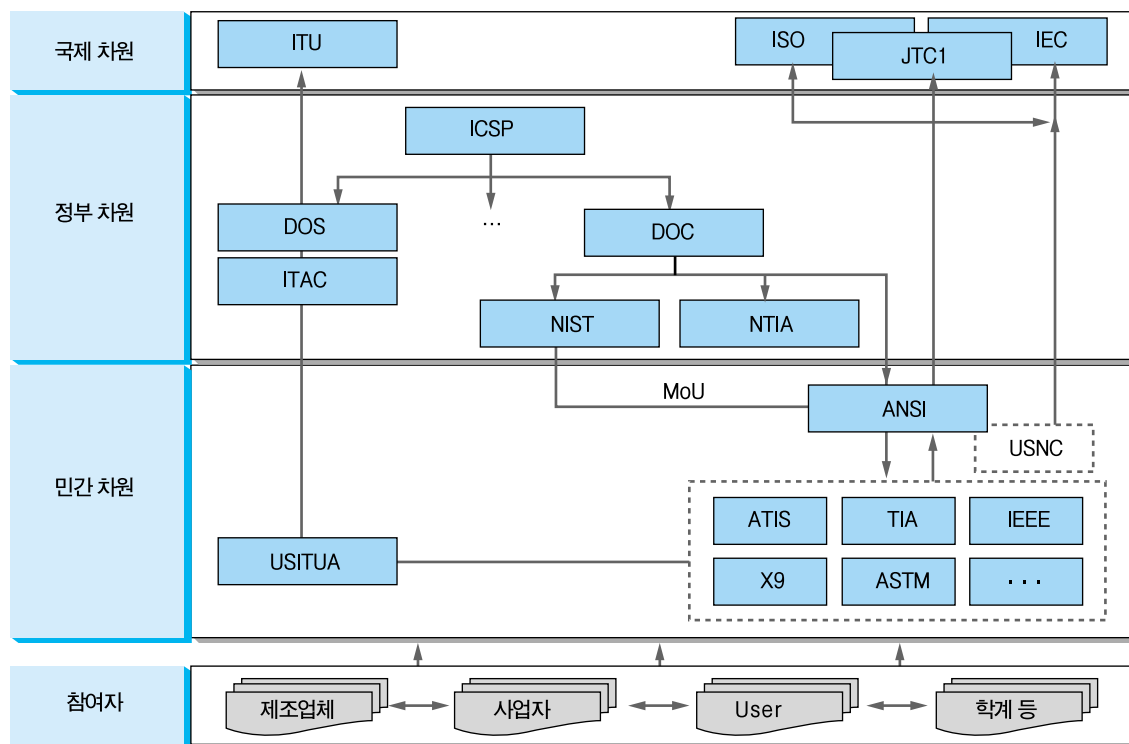 국제 차원
ITU
ISO
IEC
JTC1
정부 차원
ICSP
DOS
...
DOC
ITAC
NIST
NTIA
민간 차원
MoU
ANSI
USNC
ATIS
TIA
IEEE
USITUA
X9
ASTM
...
참여자
제조업체
사업자
User
학계 등